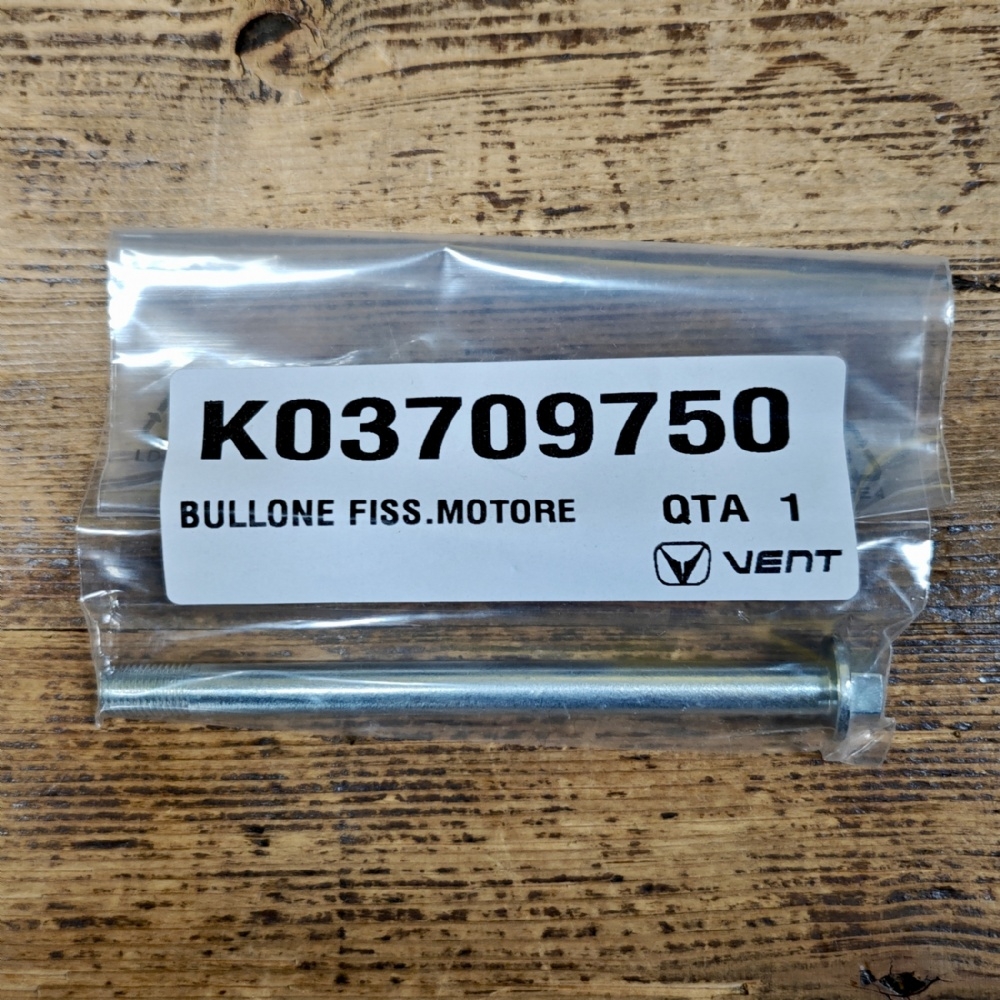 K03709750
BULLONE FISS.MOTORE QTA 1
VENT